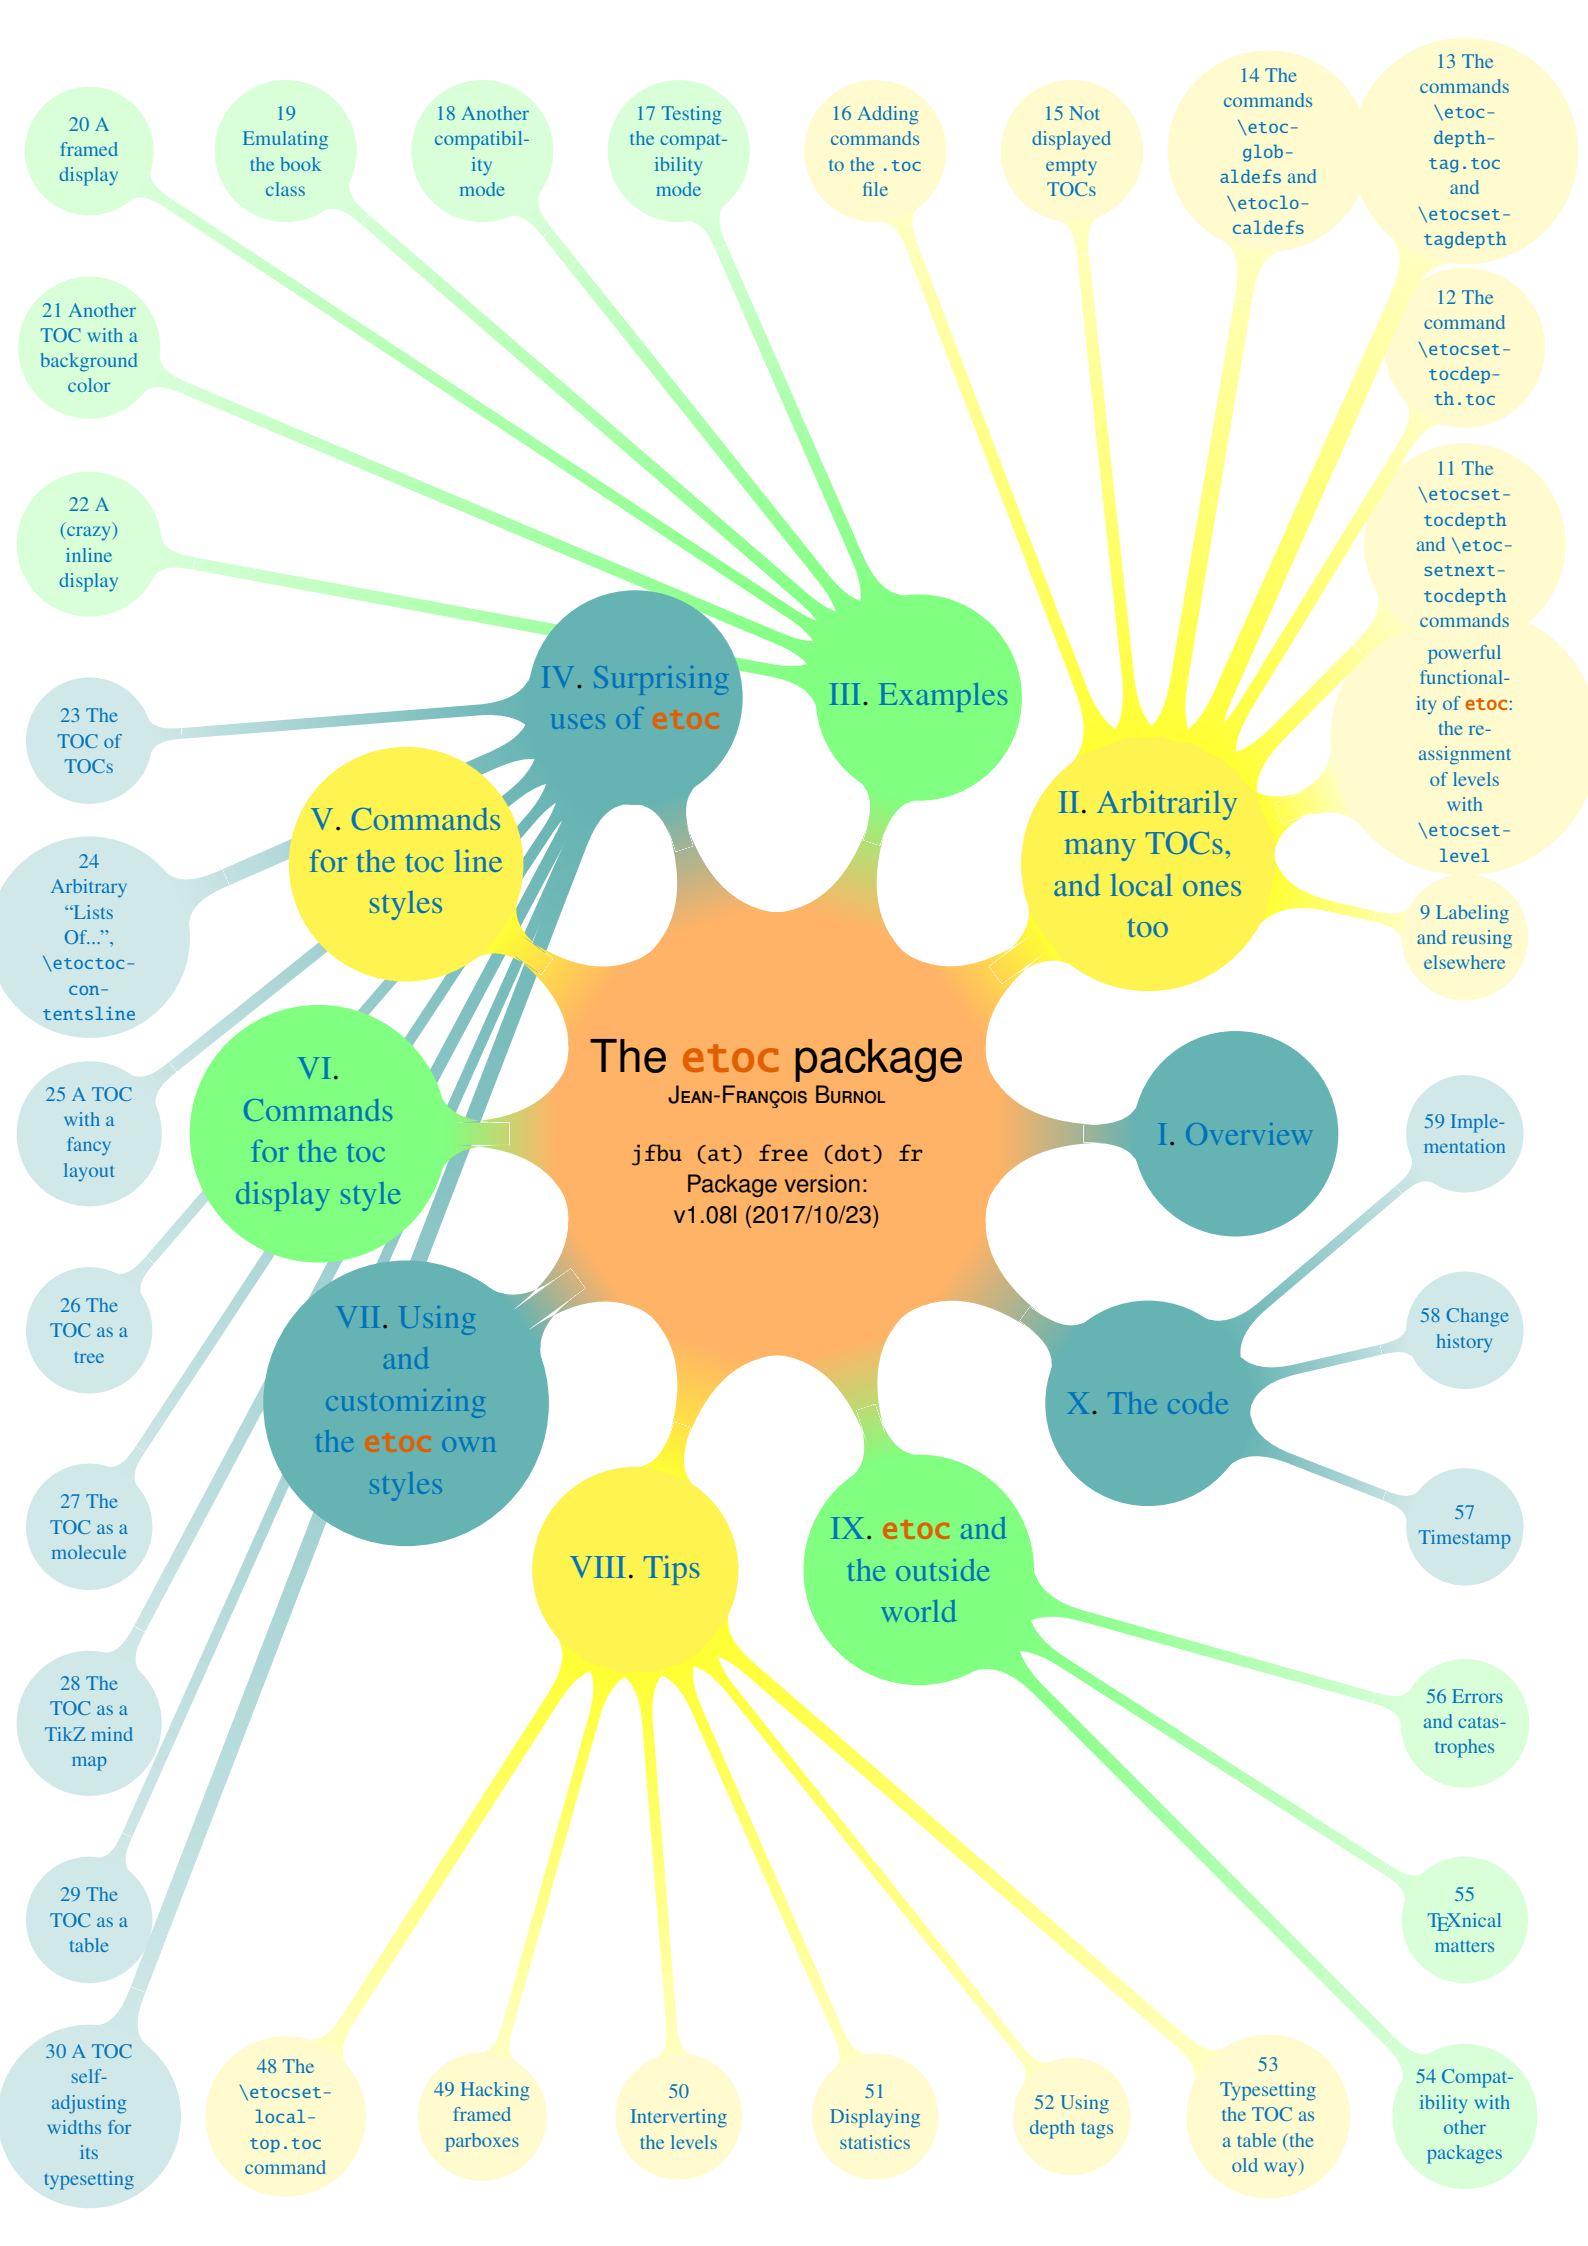 The etoc package
JEAN-FRANÇOIS BURNOL
jfbu (at) free (dot) fr
Package version:
v1.08l (2017/10/23)
I. Overview
II. Arbitrarily
many TOCs,
and local ones
too
9 Labeling
and reusing
elsewhere
powerful
functional-
ity of etoc:
the re-
assignment
of levels
with
\etocset-
level
11 The
\etocset-
tocdepth
and \etoc-
setnext-
tocdepth
commands
12 The
command
\etocset-
tocdep-
th.toc
13 The
commands
\etoc-
depth-
tag.toc
and
\etocset-
tagdepth
14 The
commands
\etoc-
glob-
aldefs and
\etoclo-
caldefs
15 Not
displayed
empty
TOCs
16 Adding
commands
to the .toc
file
III. Examples
17 Testing
the compat-
ibility
mode
18 Another
compatibil-
ity
mode
19
Emulating
the book
class
20 A
framed
display
21 Another
TOC with a
background
color
22 A
(crazy)
inline
display
IV. Surprising
uses of etoc
23 The
TOC of
TOCs
24
Arbitrary
“Lists
Of...”,
\etoctoc-
con-
tentsline
25 A TOC
with a
fancy
layout
26 The
TOC as a
tree
27 The
TOC as a
molecule
28 The
TOC as a
TikZ mind
map
29 The
TOC as a
table
30 A TOC
self-
adjusting
widths for
its
typesetting
V. Commands
for the toc line
styles
VI.
Commands
for the toc
display style
VII. Using
and
customizing
the etoc own
styles
VIII. Tips
48 The
\etocset-
local-
top.toc
command
49 Hacking
framed
parboxes
50
Interverting
the levels
51
Displaying
statistics
52 Using
depth tags
53
Typesetting
the TOC as
a table (the
old way)
IX. etoc and
the outside
world
54 Compat-
ibility with
other
packages
55
TEXnical
matters
56 Errors
and catas-
trophes
X. The code
57
Timestamp
58 Change
history
59 Imple-
mentation